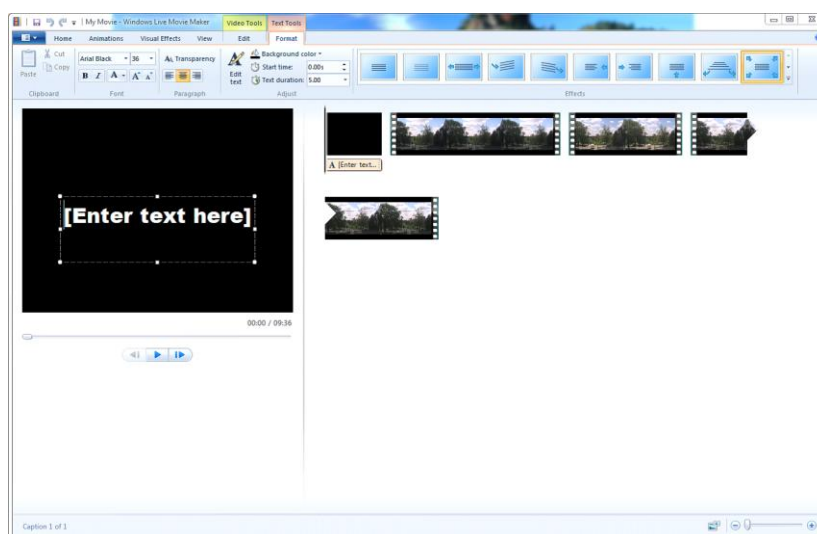 My Movie - Windows Live Movie Maker
Video Tools
Text Tools
Home
Animations
Visual Effects
View
Edit
Format
Paste
Cut
Copy
Clipboard
Arial Black
36
B I A A A
Font
Transparency
Paragraph
Edit text
Background color
Start time: 0.00s
Text duration: 5.00
Adjust
Effects
[Enter text here]
A [Enter text...]
00:00 / 09:36
Caption 1 of 1